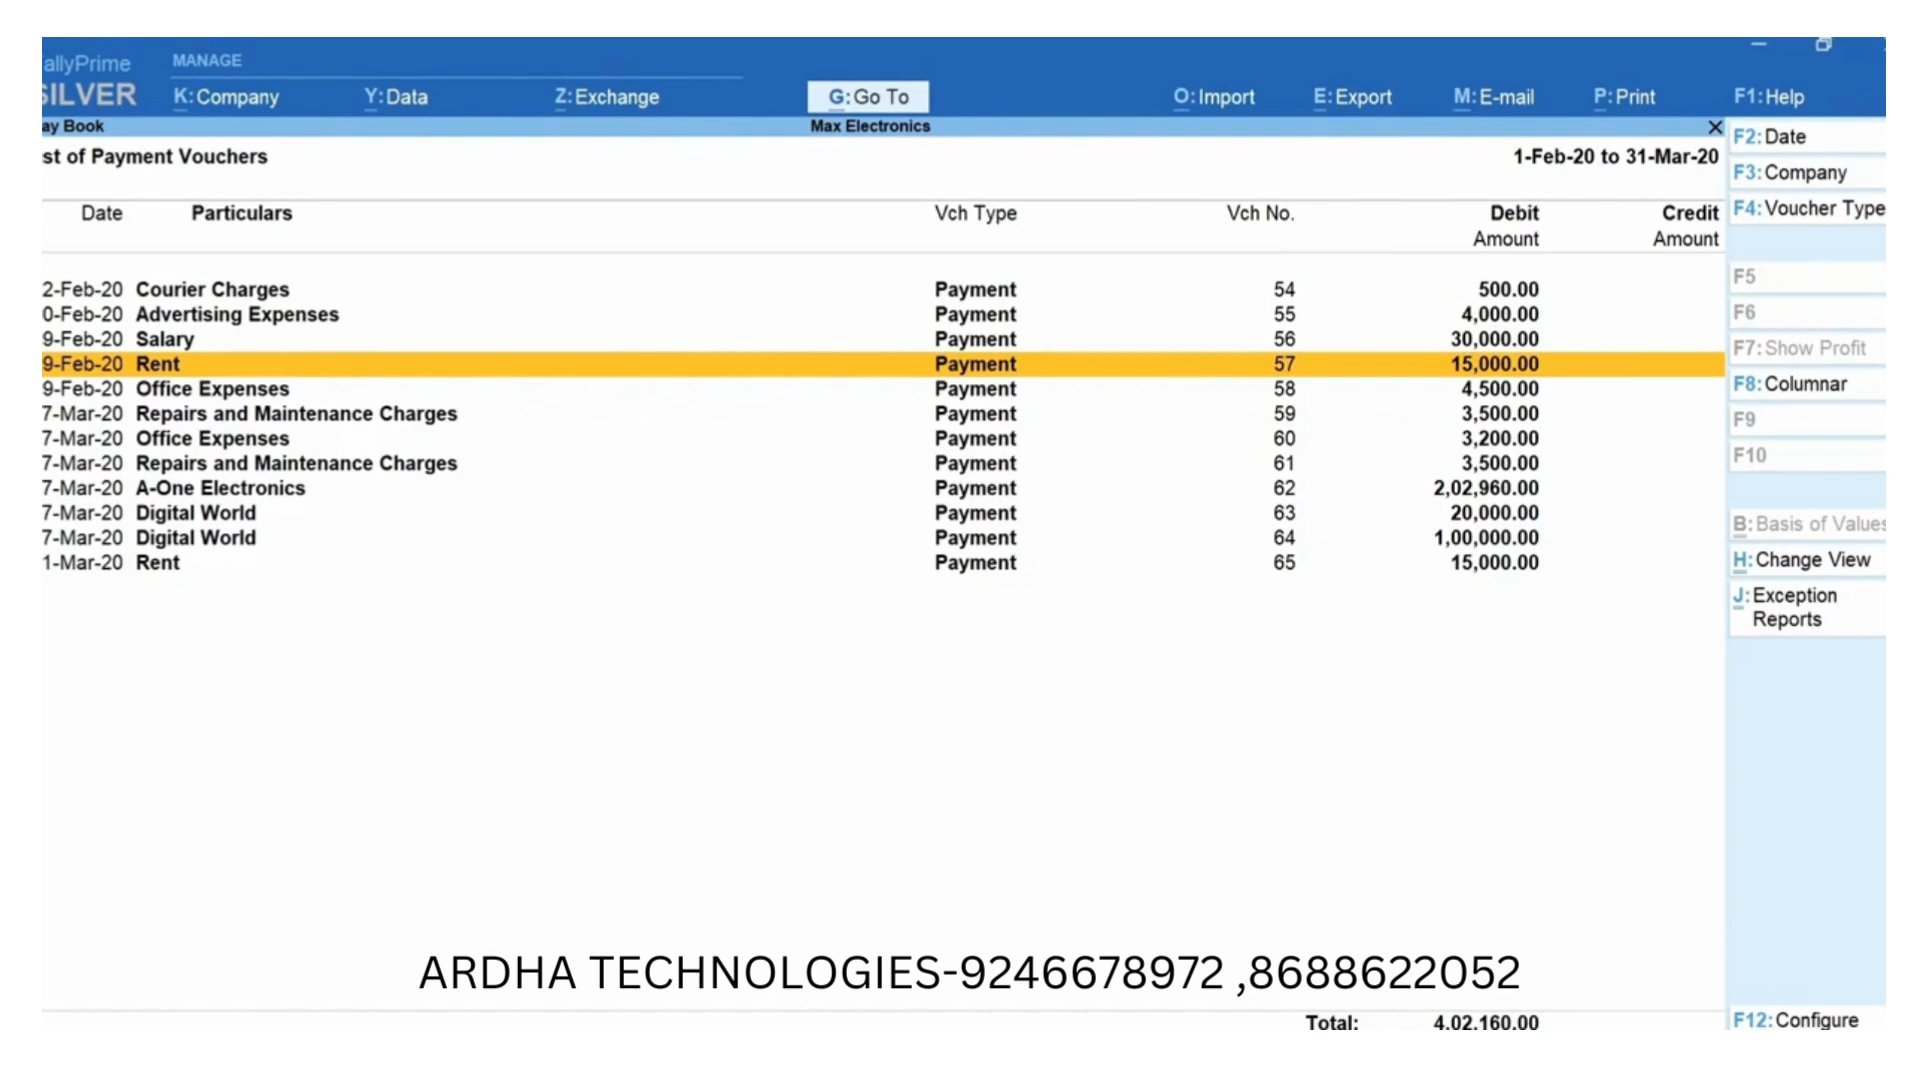 allyPrime
MANAGE
SILVER
K:Company Y:Data Z:Exchange G:Go To O:Import E:Export M:E-mail P:Print F1:Help
ay Book Max Electronics
st of Payment Vouchers 1-Feb-20 to 31-Mar-20
Date Particulars Vch Type Vch No. Debit Credit
Amount Amount
2-Feb-20 Courier Charges Payment 54 500.00
0-Feb-20 Advertising Expenses Payment 55 4,000.00
9-Feb-20 Salary Payment 56 30,000.00
9-Feb-20 Rent Payment 57 15,000.00
9-Feb-20 Office Expenses Payment 58 4,500.00
7-Mar-20 Repairs and Maintenance Charges Payment 59 3,500.00
7-Mar-20 Office Expenses Payment 60 3,200.00
7-Mar-20 Repairs and Maintenance Charges Payment 61 3,500.00
7-Mar-20 A-One Electronics Payment 62 2,02,960.00
7-Mar-20 Digital World Payment 63 20,000.00
7-Mar-20 Digital World Payment 64 1,00,000.00
1-Mar-20 Rent Payment 65 15,000.00
ARDHA TECHNOLOGIES-9246678972 ,8688622052
Total: 4,02,160.00
F2:Date
F3:Company
F4:Voucher Type
F5
F6
F7:Show Profit
F8:Columnar
F9
F10
B:Basis of Values
H:Change View
J:Exception
Reports
F12:Configure